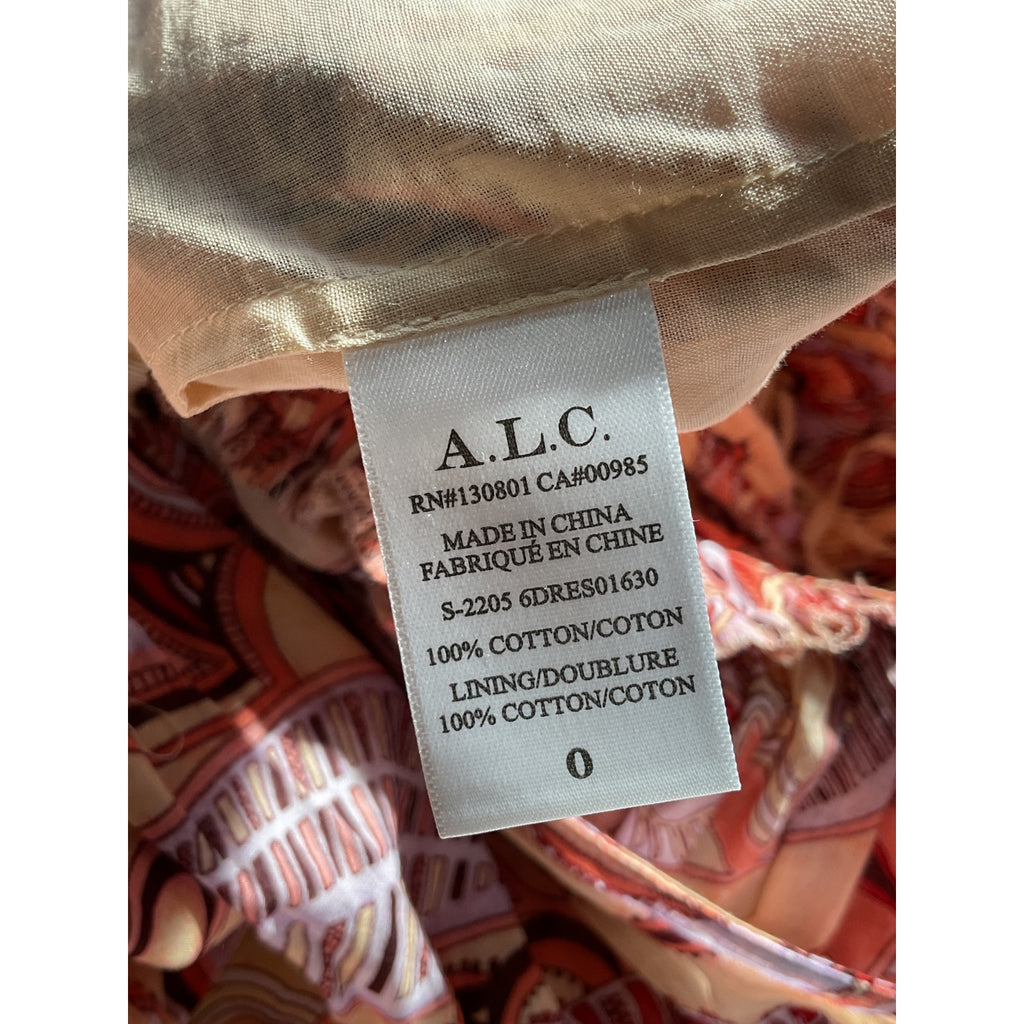 A.L.C.
RN#130801 CA#00985
MADE IN CHINA
FABRIQUÉ EN CHINE
S-2205 6DRES01630
100% COTTON/COTON
LINING/DOUBLURE
100% COTTON/COTON
0